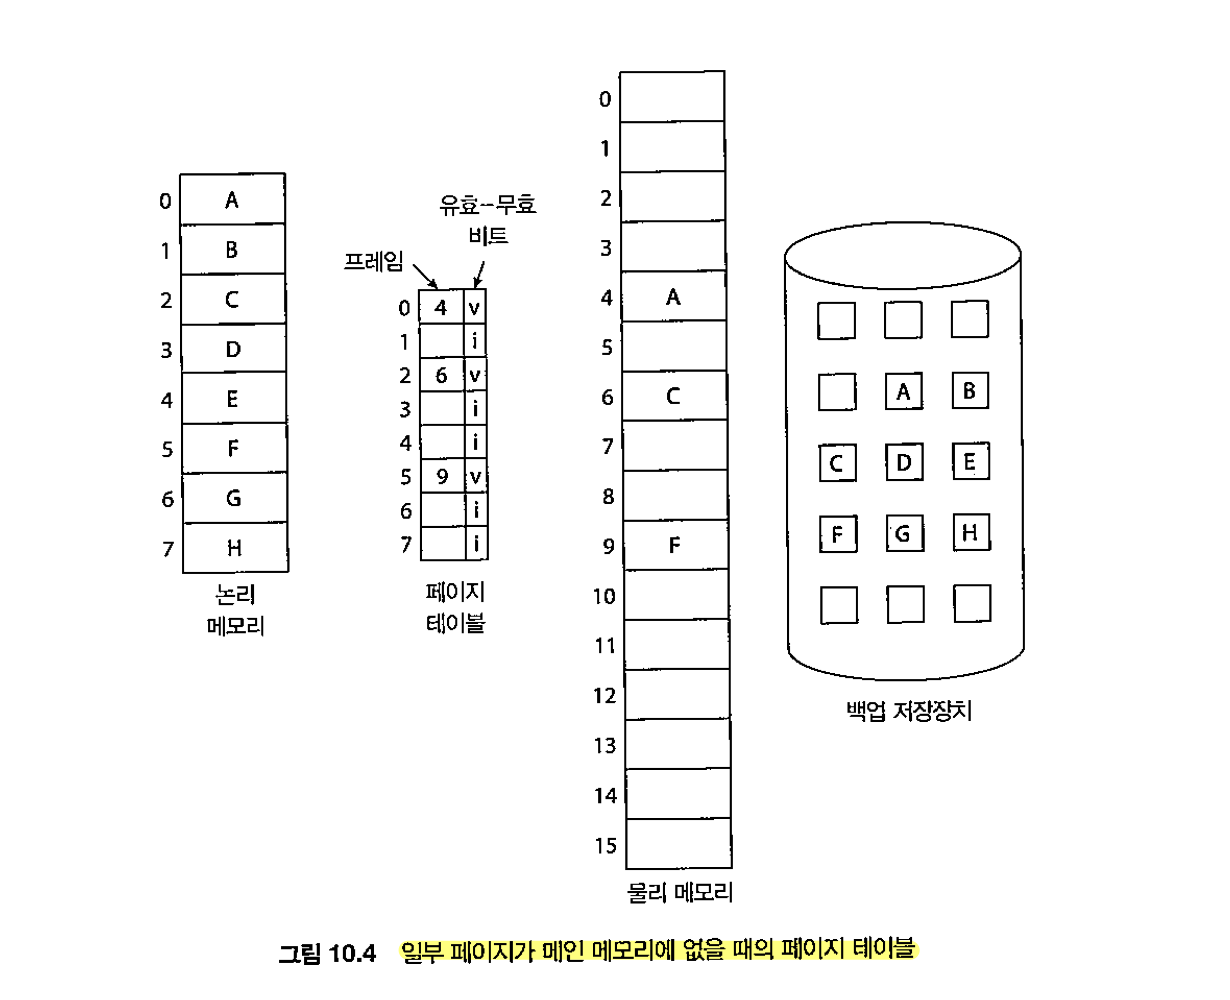 0 A
1 B
2 C
3 D
4 E
5 F
6 G
7 H
논리
메모리
유효-무효
비트
프레임
0 4 v
1 i
2 6 v
3 i
4 i
5 9 v
6 i
7 i
페이지
테이블
0
1
2
3
4 A
5
6 C
7
8
9 F
10
11
12
13
14
15
물리 메모리
A B
C D E
F G H
백업 저장장치
그림 10.4 일부 페이지가 메인 메모리에 없을 때의 페이지 테이블